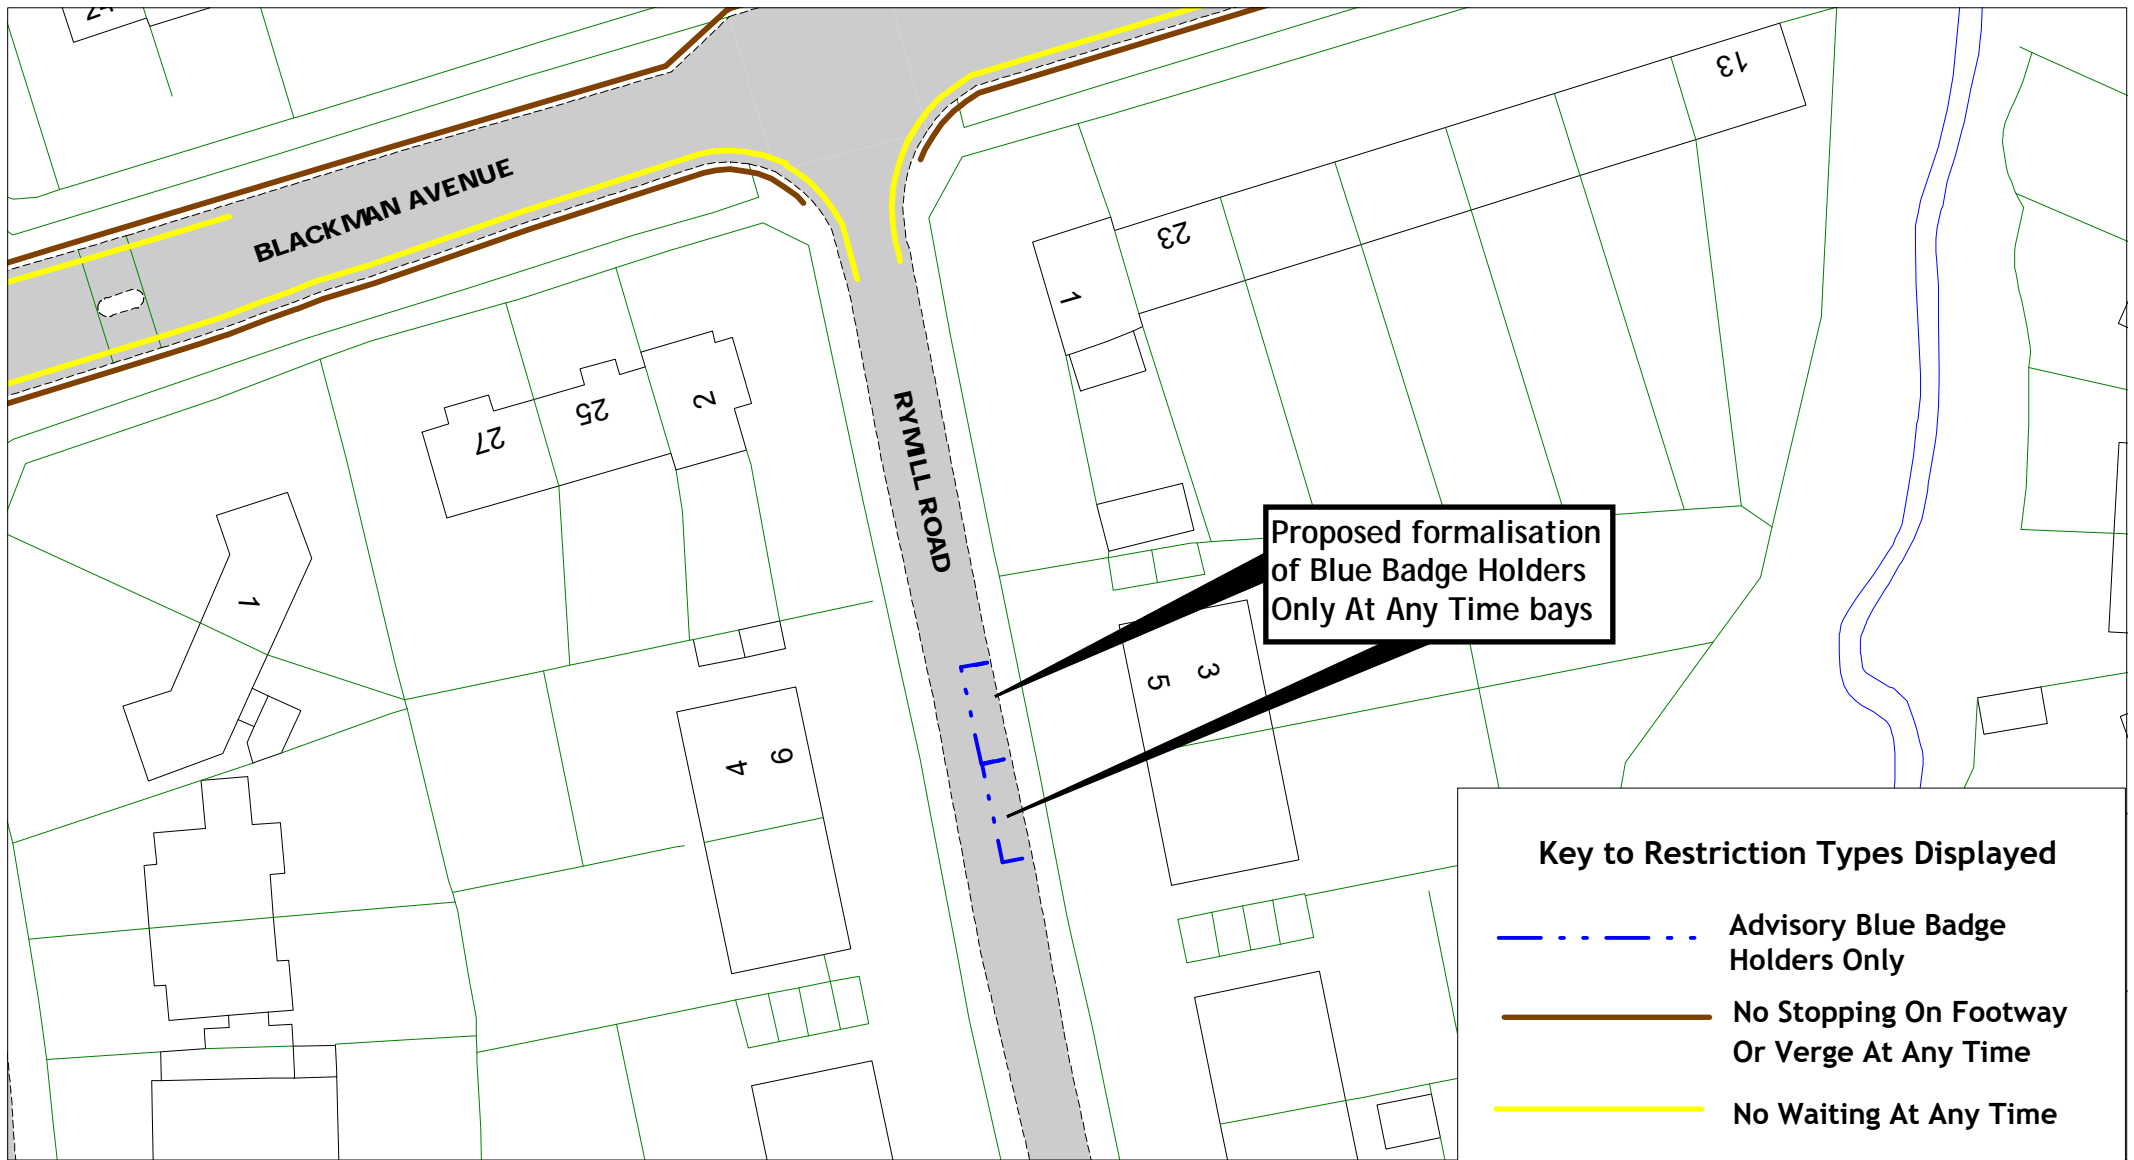 13
BLACKMAN AVENUE
23
1
RYMILL ROAD
2
25
27
Proposed formalisation
of Blue Badge Holders
Only At Any Time bays
1
3
5
4
6
Key to Restriction Types Displayed
Advisory Blue Badge
Holders Only
No Stopping On Footway
Or Verge At Any Time
No Waiting At Any Time